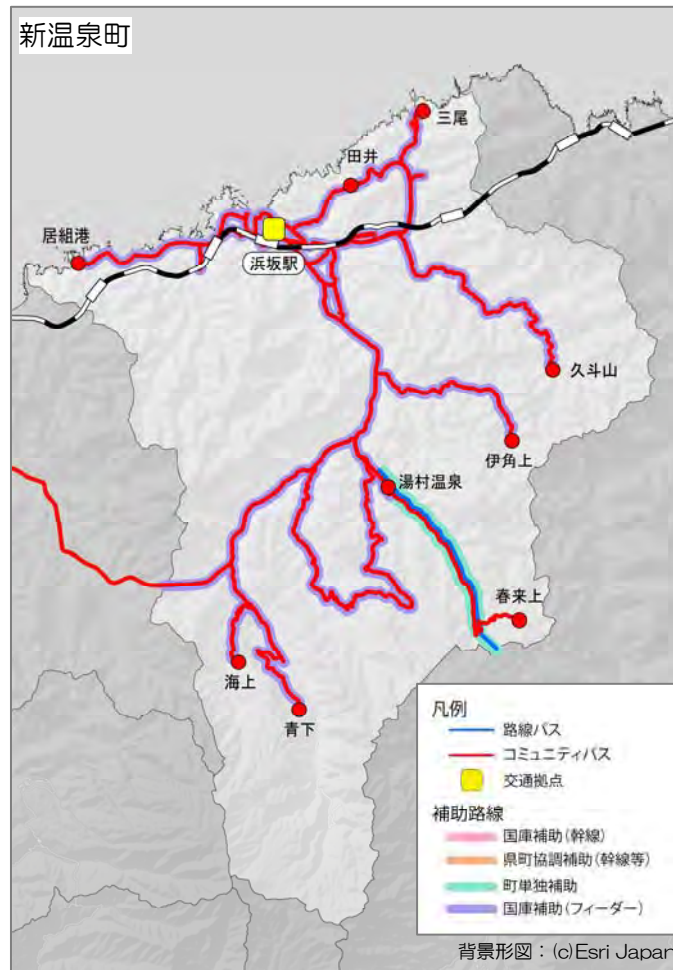 新温泉町
三尾
田井
居組港
浜坂駅
久斗山
伊角上
湯村温泉
春来上
海上
青下
凡例
路線バス
コミュニティバス
交通拠点
補助路線
国庫補助(幹線)
県町協調補助(幹線等)
町単独補助
国庫補助(フィーダー)
背景形図:(c)Esri Japan